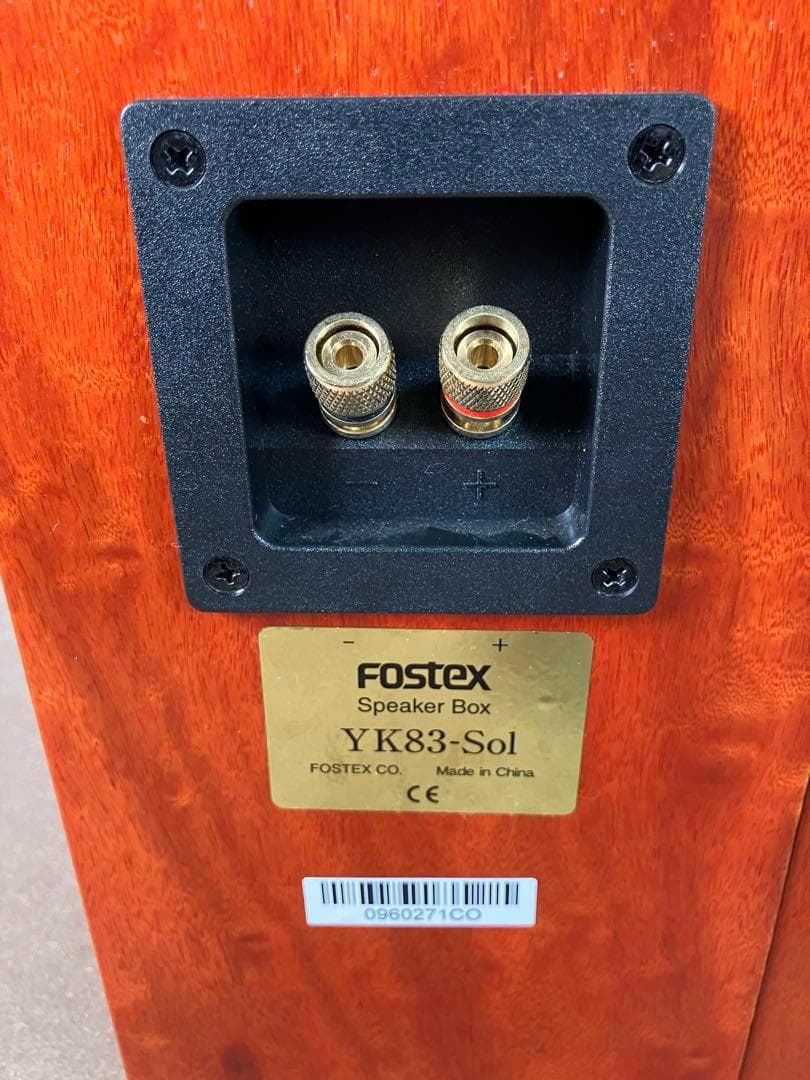 − +
− +
FOSTEX
Speaker Box
YK83-Sol
FOSTEX CO. Made in China
CE
0960271CO